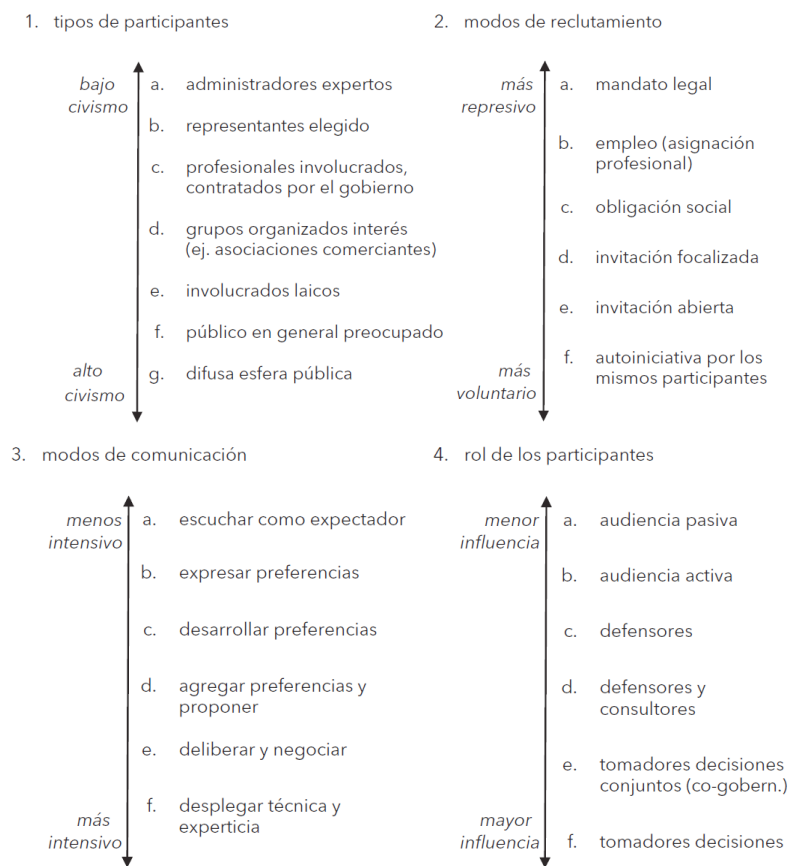 1. tipos de participantes
bajo
civismo
a. administradores expertos
b. representantes elegido
c. profesionales involucrados,
contratados por el gobierno
d. grupos organizados interés
(ej. asociaciones comerciantes)
e. involucrados laicos
f. público en general preocupado
alto
civismo
g. difusa esfera pública
2. modos de reclutamiento
más
represivo
a. mandato legal
b. empleo (asignación
profesional)
c. obligación social
d. invitación focalizada
e. invitación abierta
más
voluntario
f. autoiniciativa por los
mismos participantes
3. modos de comunicación
menos
intensivo
a. escuchar como expectador
b. expresar preferencias
c. desarrollar preferencias
d. agregar preferencias y
proponer
e. deliberar y negociar
más
intensivo
f. desplegar técnica y
experticia
4. rol de los participantes
menor
influencia
a. audiencia pasiva
b. audiencia activa
c. defensores
d. defensores y
consultores
e. tomadores decisiones
conjuntos (co-gobern.)
mayor
influencia
f. tomadores decisiones